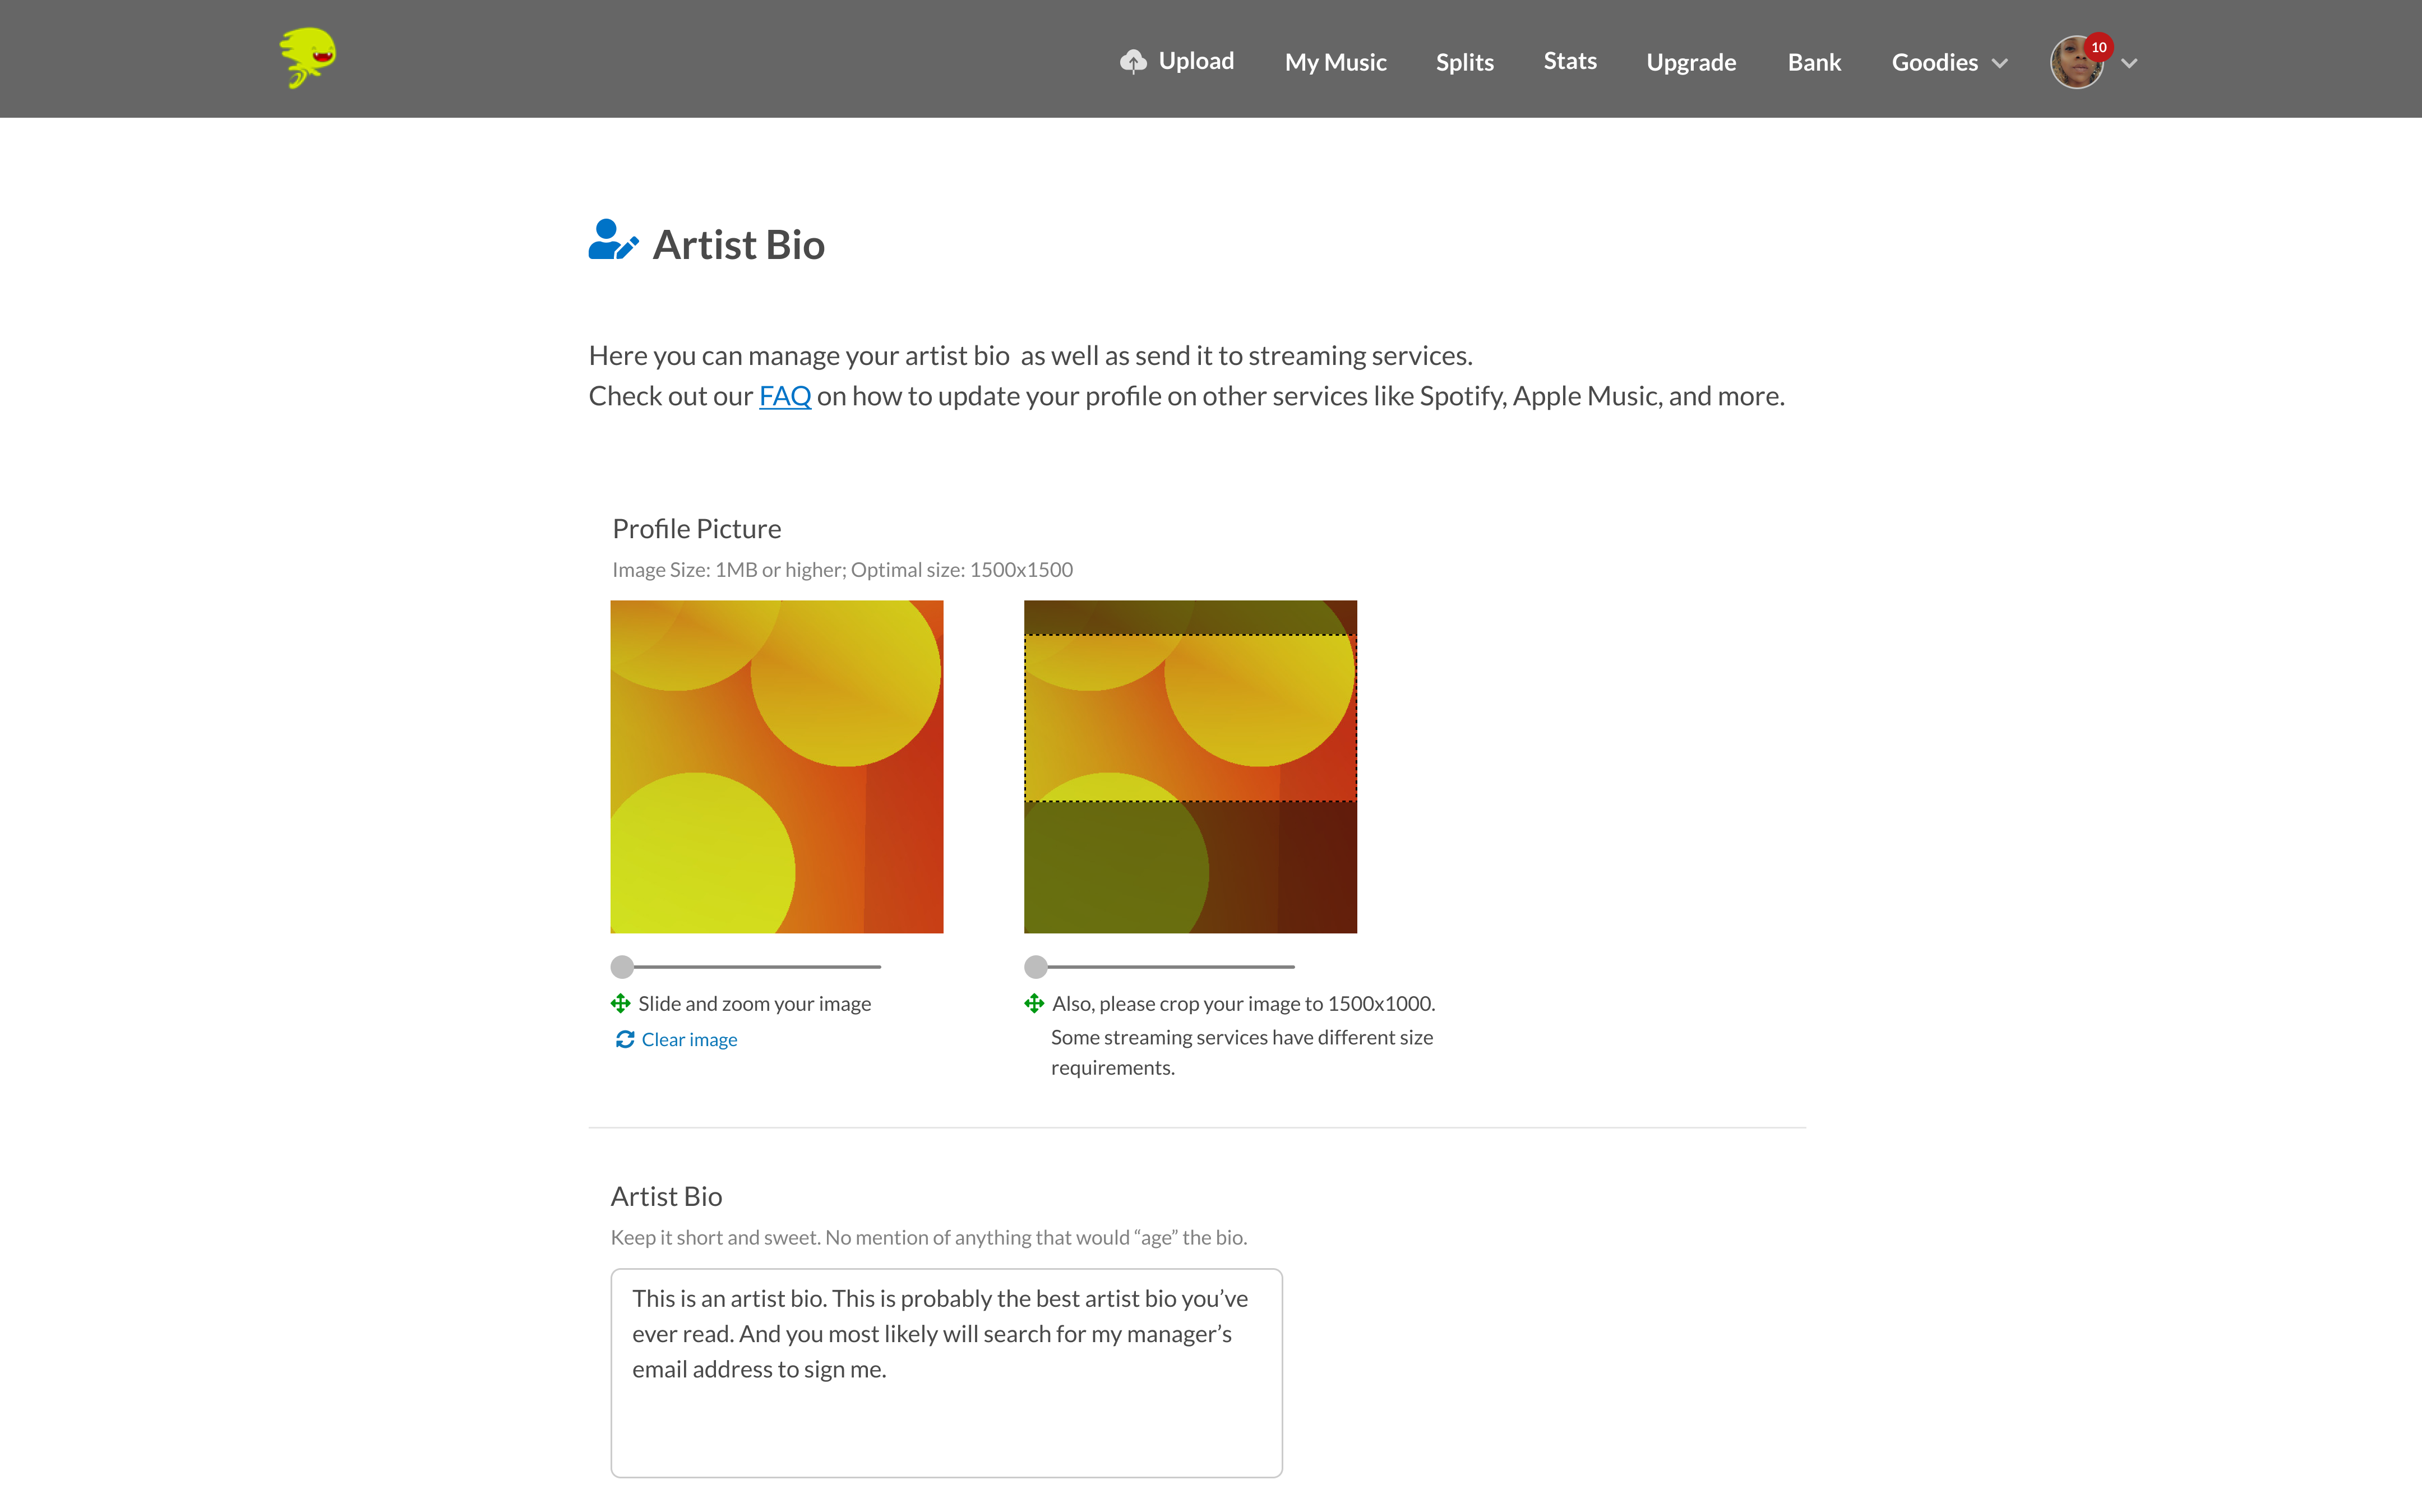 Upload
My Music
Splits
Stats
Upgrade
Bank
Goodies
10
Artist Bio
Here you can manage your artist bio  as well as send it to streaming services.
Check out our FAQ on how to update your profile on other services like Spotify, Apple Music, and more.
Profile Picture
Image Size: 1MB or higher; Optimal size: 1500x1500
Slide and zoom your image
Clear image
Also, please crop your image to 1500x1000.
Some streaming services have different size
requirements.
Artist Bio
Keep it short and sweet. No mention of anything that would “age” the bio.
This is an artist bio. This is probably the best artist bio you’ve
ever read. And you most likely will search for my manager’s
email address to sign me.